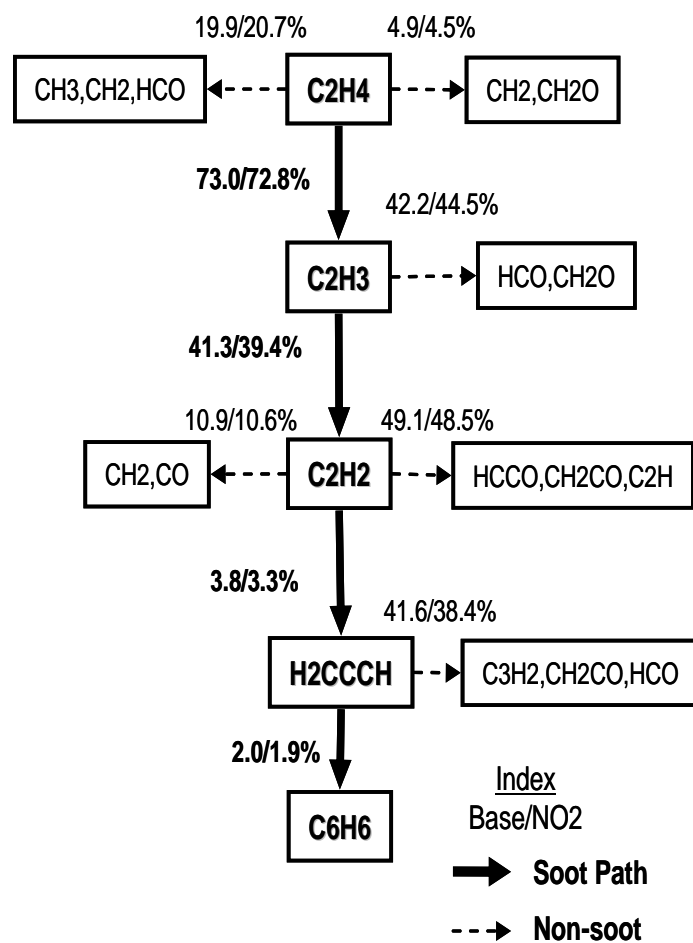 19.9/20.7% 4.9/4.5%
CH3,CH2,HCO C2H4 CH2,CH2O
73.0/72.8%
42.2/44.5%
C2H3 HCO,CH2O
41.3/39.4%
10.9/10.6% 49.1/48.5%
CH2,CO C2H2 HCCO,CH2CO,C2H
3.8/3.3%
41.6/38.4%
H2CCCH C3H2,CH2CO,HCO
2.0/1.9%
C6H6
Index
Base/NO2
Soot Path
Non-soot